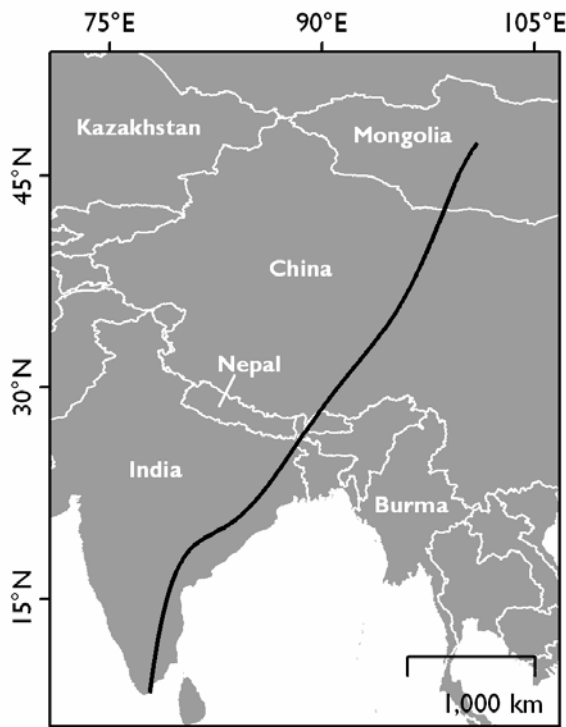 75°E 90°E 105°E
Kazakhstan
Mongolia
45°N
China
30°N
Nepal
India
Burma
15°N
1,000 km